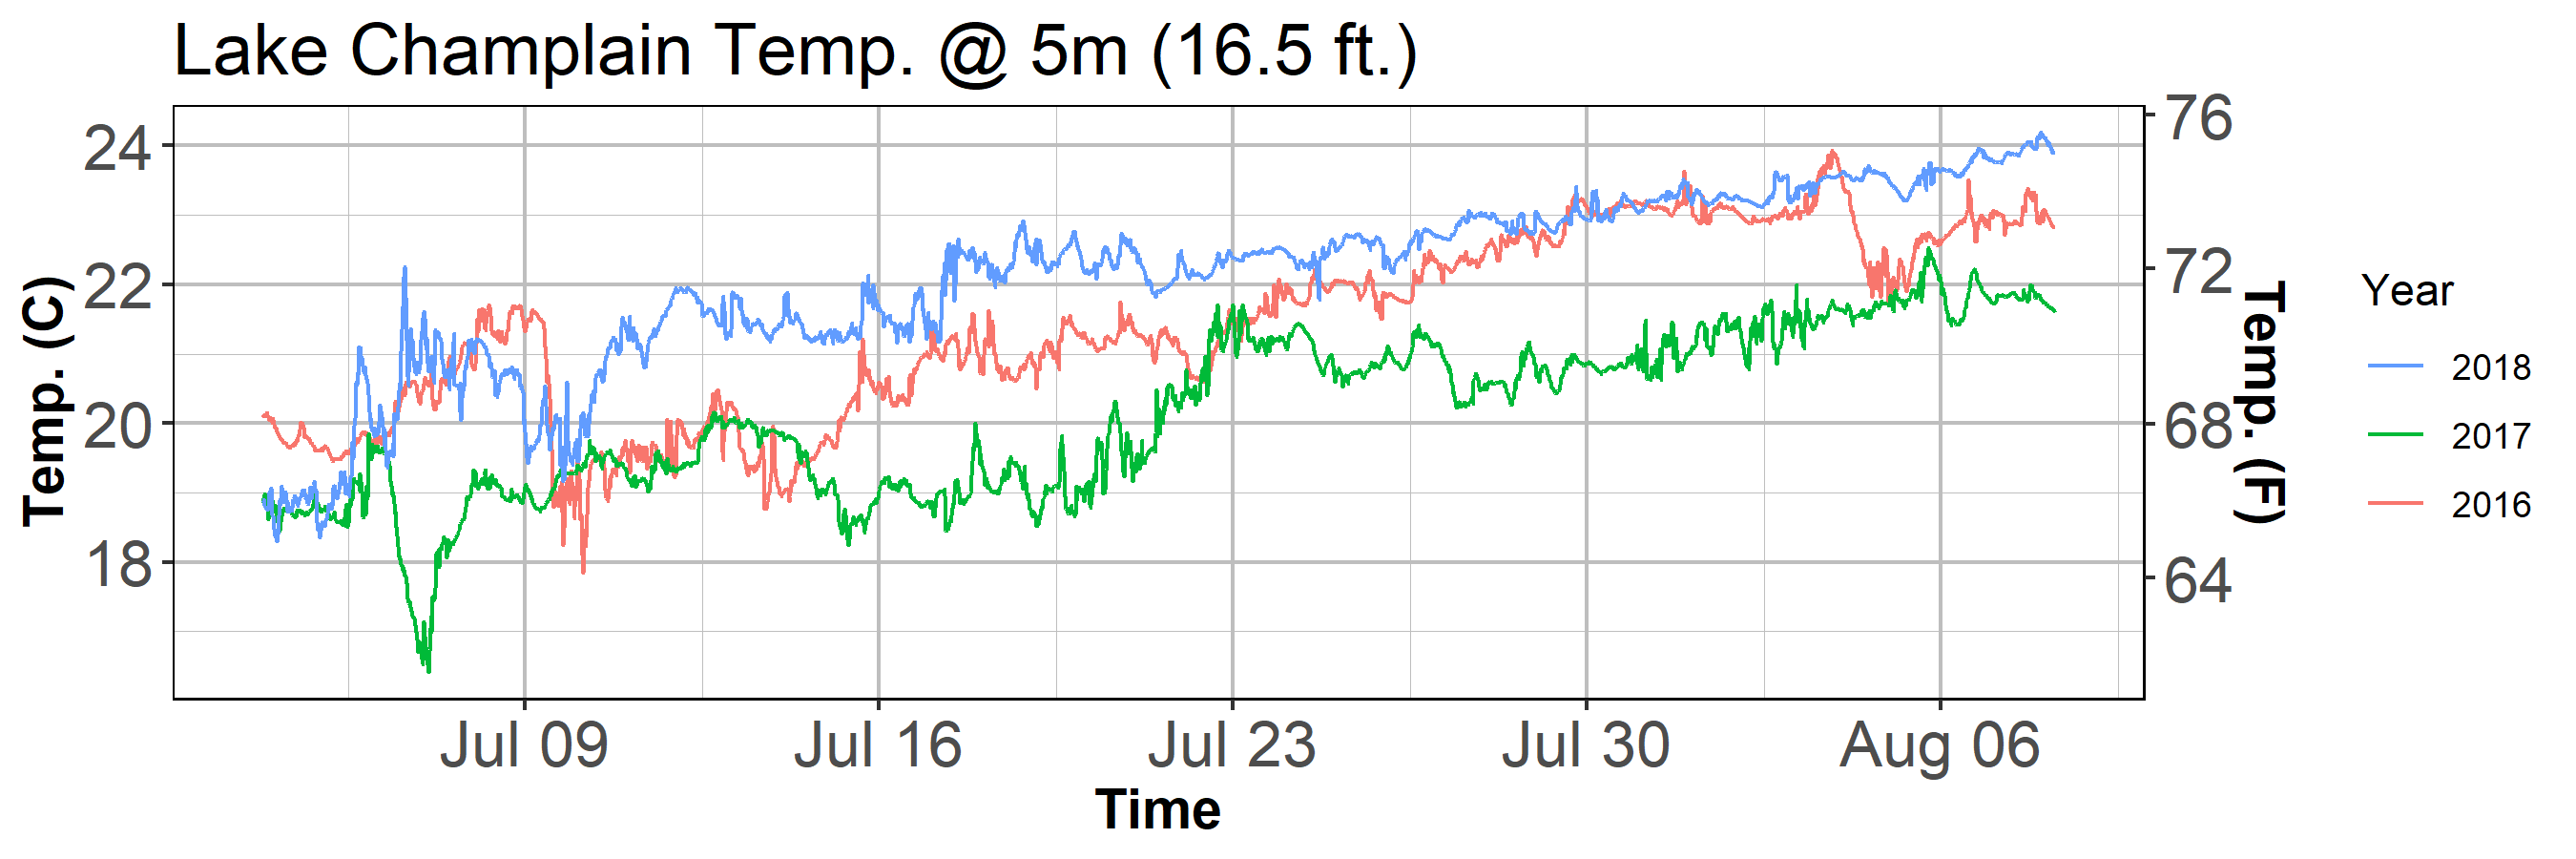 Lake Champlain Temp. @ 5m (16.5 ft.)
Temp. (C)
24
22
20
18
76
72
68
64
Temp. (F)
Jul 09
Jul 16
Jul 23
Jul 30
Aug 06
Time
Year
2018
2017
2016